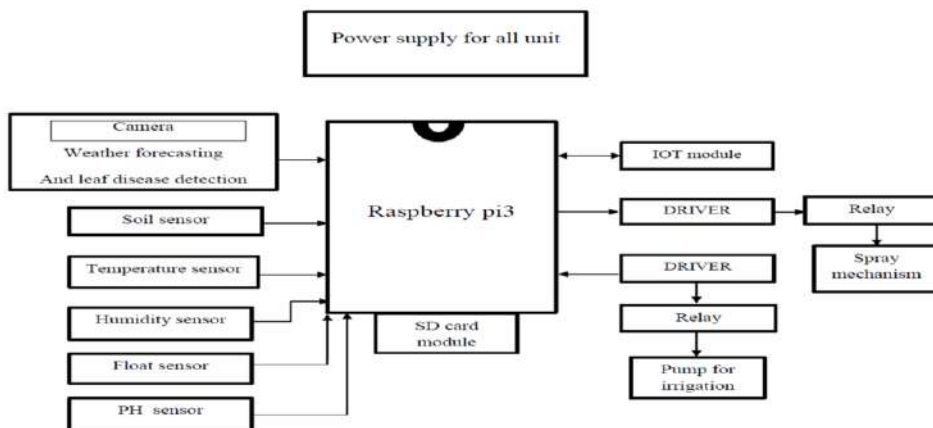 Power supply for all unit
Camera
Weather forecasting
And leaf disease detection
Soil sensor
Temperature sensor
Humidity sensor
Float sensor
PH sensor
Raspberry pi3
SD card
module
IOT module
DRIVER
Relay
Spray
mechanism
DRIVER
Relay
Pump for
irrigation